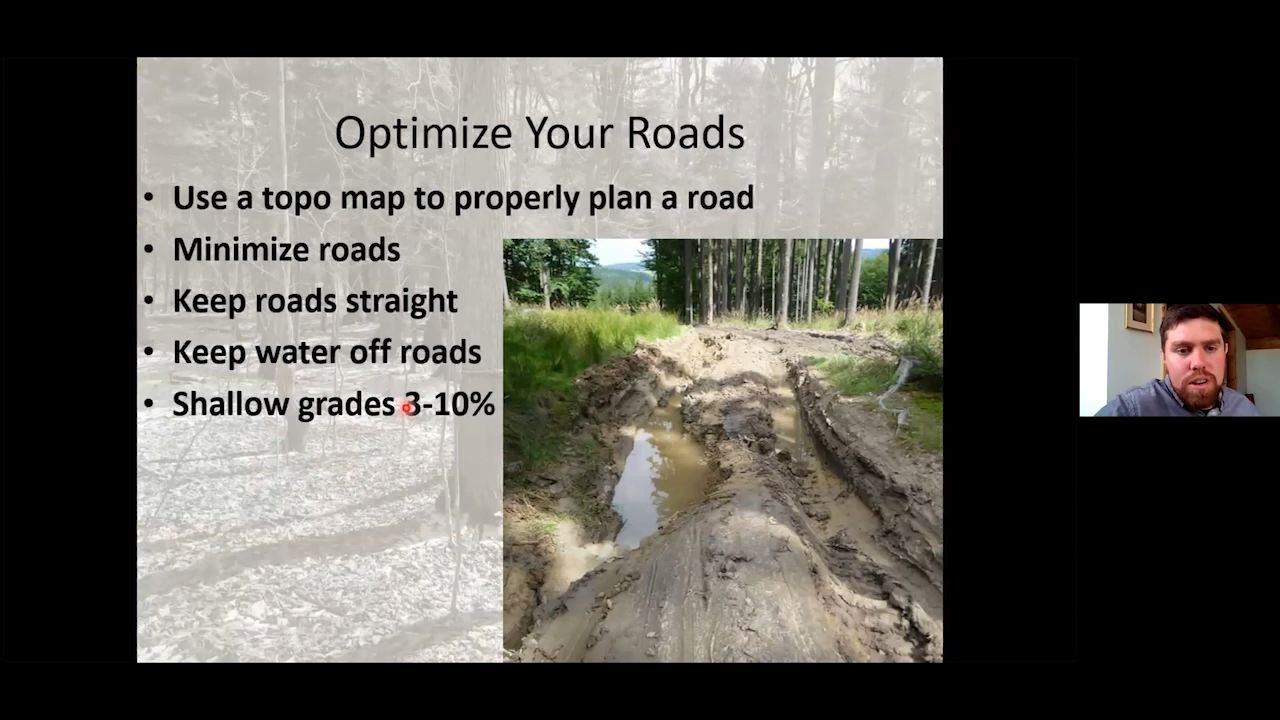 Optimize Your Roads
• Use a topo map to properly plan a road
• Minimize roads
• Keep roads straight
• Keep water off roads
• Shallow grades 3-10%